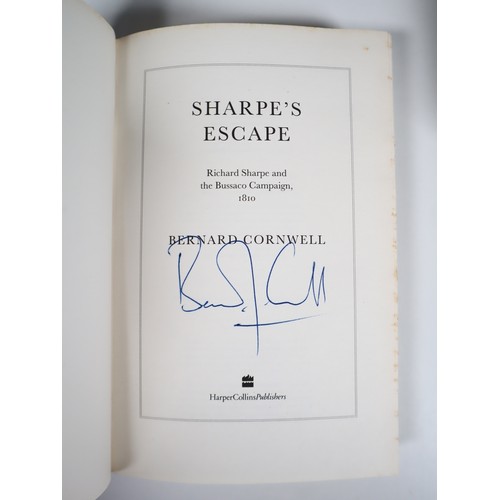 SHARPE'S
ESCAPE
Richard Sharpe and
the Bussaco Campaign,
1810
BERNARD CORNWELL
HarperCollinsPublishers